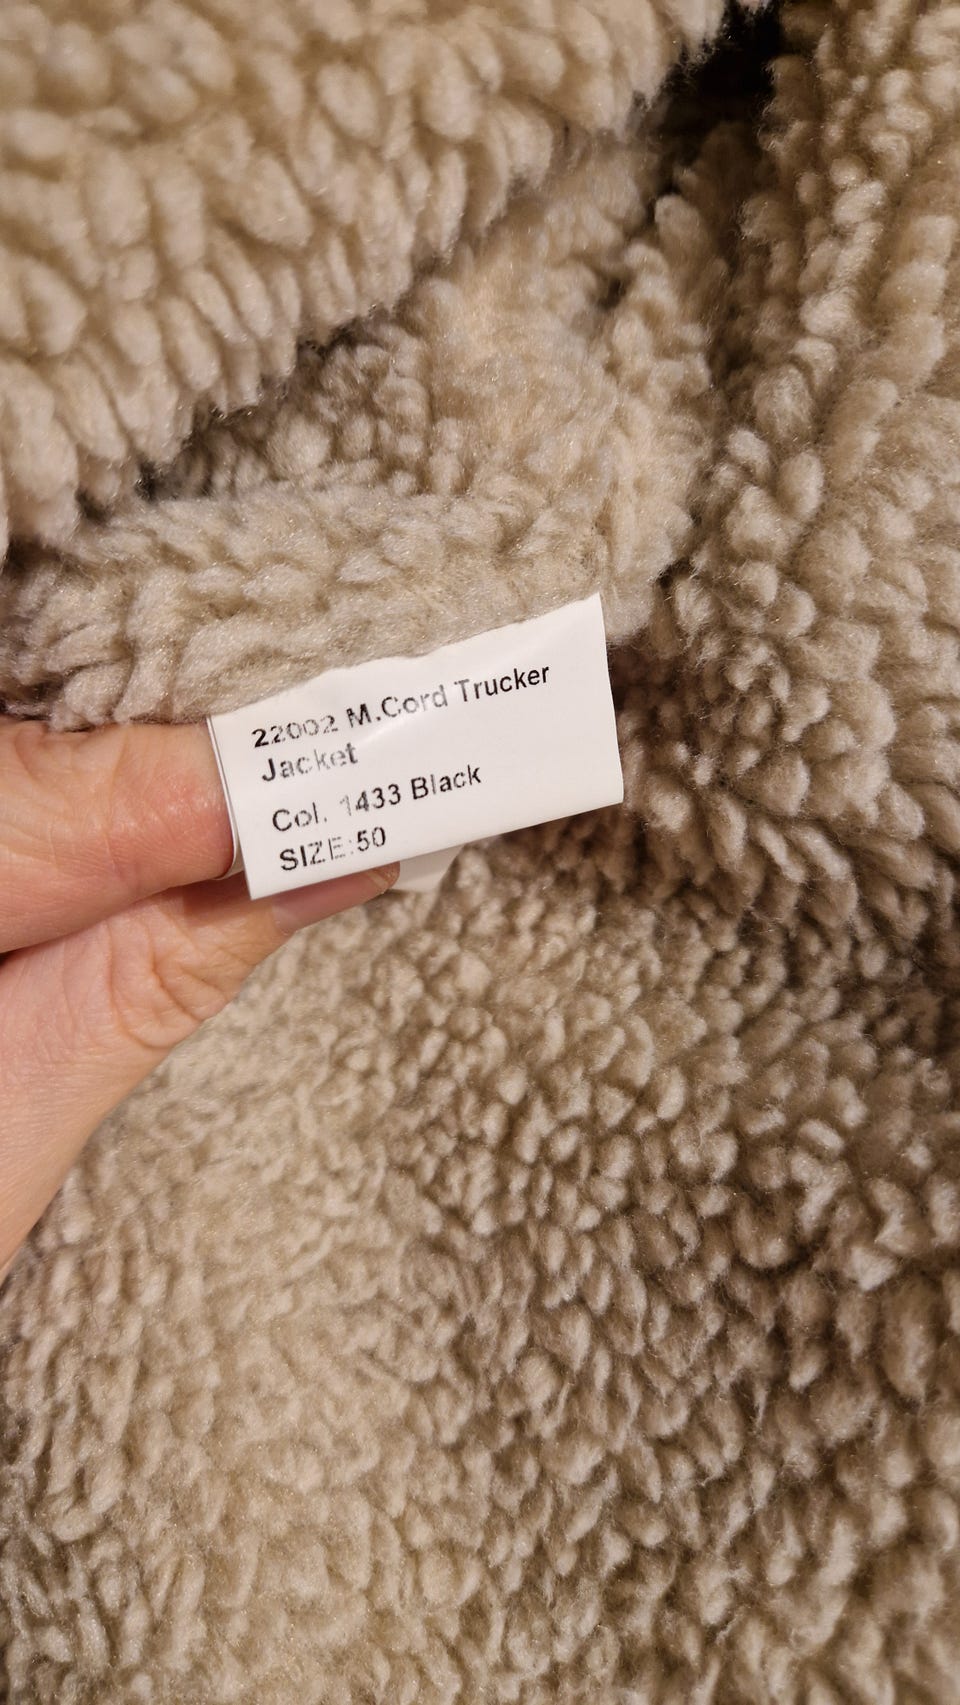 22002 M.Cord Trucker
Jacket
Col. 1433 Black
SIZE:50